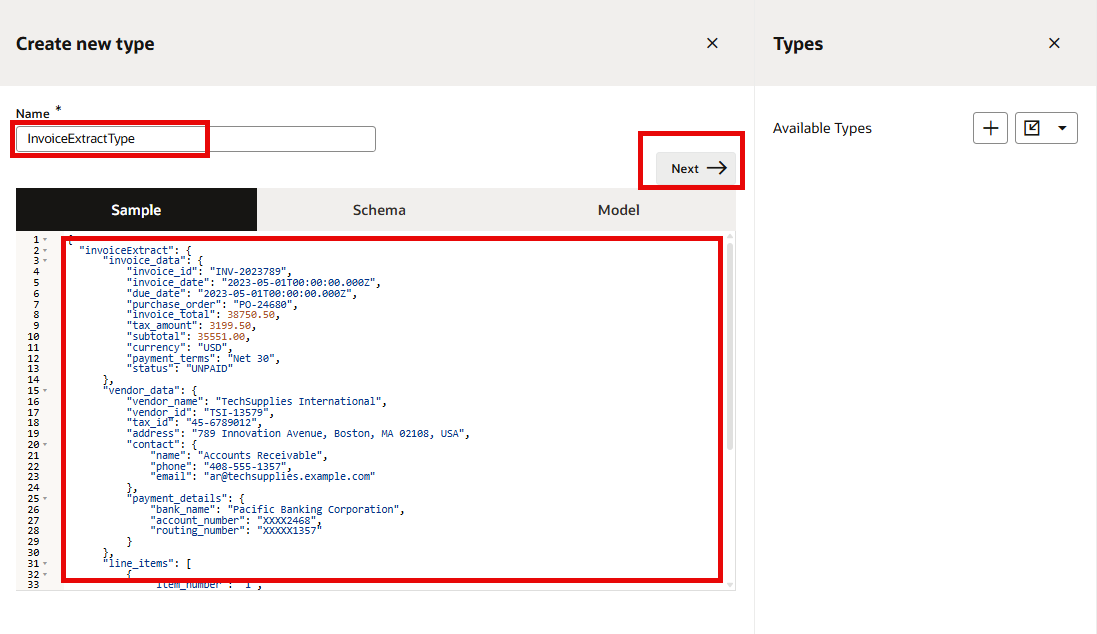 Create new type
Types
Name *
InvoiceExtractType
Available Types
Next
Sample
Schema
Model
1 {
2 "invoiceExtract": {
3 "invoice_data": {
4 "invoice_id": "INV-2023789",
5 "invoice_date": "2023-05-01T00:00:00.000Z",
6 "due_date": "2023-05-01T00:00:00.000Z",
7 "purchase_order": "PO-24680",
8 "invoice_total": 38750.50,
9 "tax_amount": 3199.50,
10 "subtotal": 35551.00,
11 "currency": "USD",
12 "payment_terms": "Net 30",
13 "status": "UNPAID"
14 },
15 "vendor_data": {
16 "vendor_name": "TechSupplies International",
17 "vendor_id": "TSI-13579",
18 "tax_id": "45-6789012",
19 "address": "789 Innovation Avenue, Boston, MA 02108, USA",
20 "contact": {
21 "name": "Accounts Receivable",
22 "phone": "408-555-1357",
23 "email": "ar@techsupplies.example.com"
24 },
25 "payment_details": {
26 "bank_name": "Pacific Banking Corporation",
27 "account_number": "XXXX2468",
28 "routing_number": "XXXXX1357"
29 }
30 },
31 "line_items": [
32 {
33 "item_number": "1",